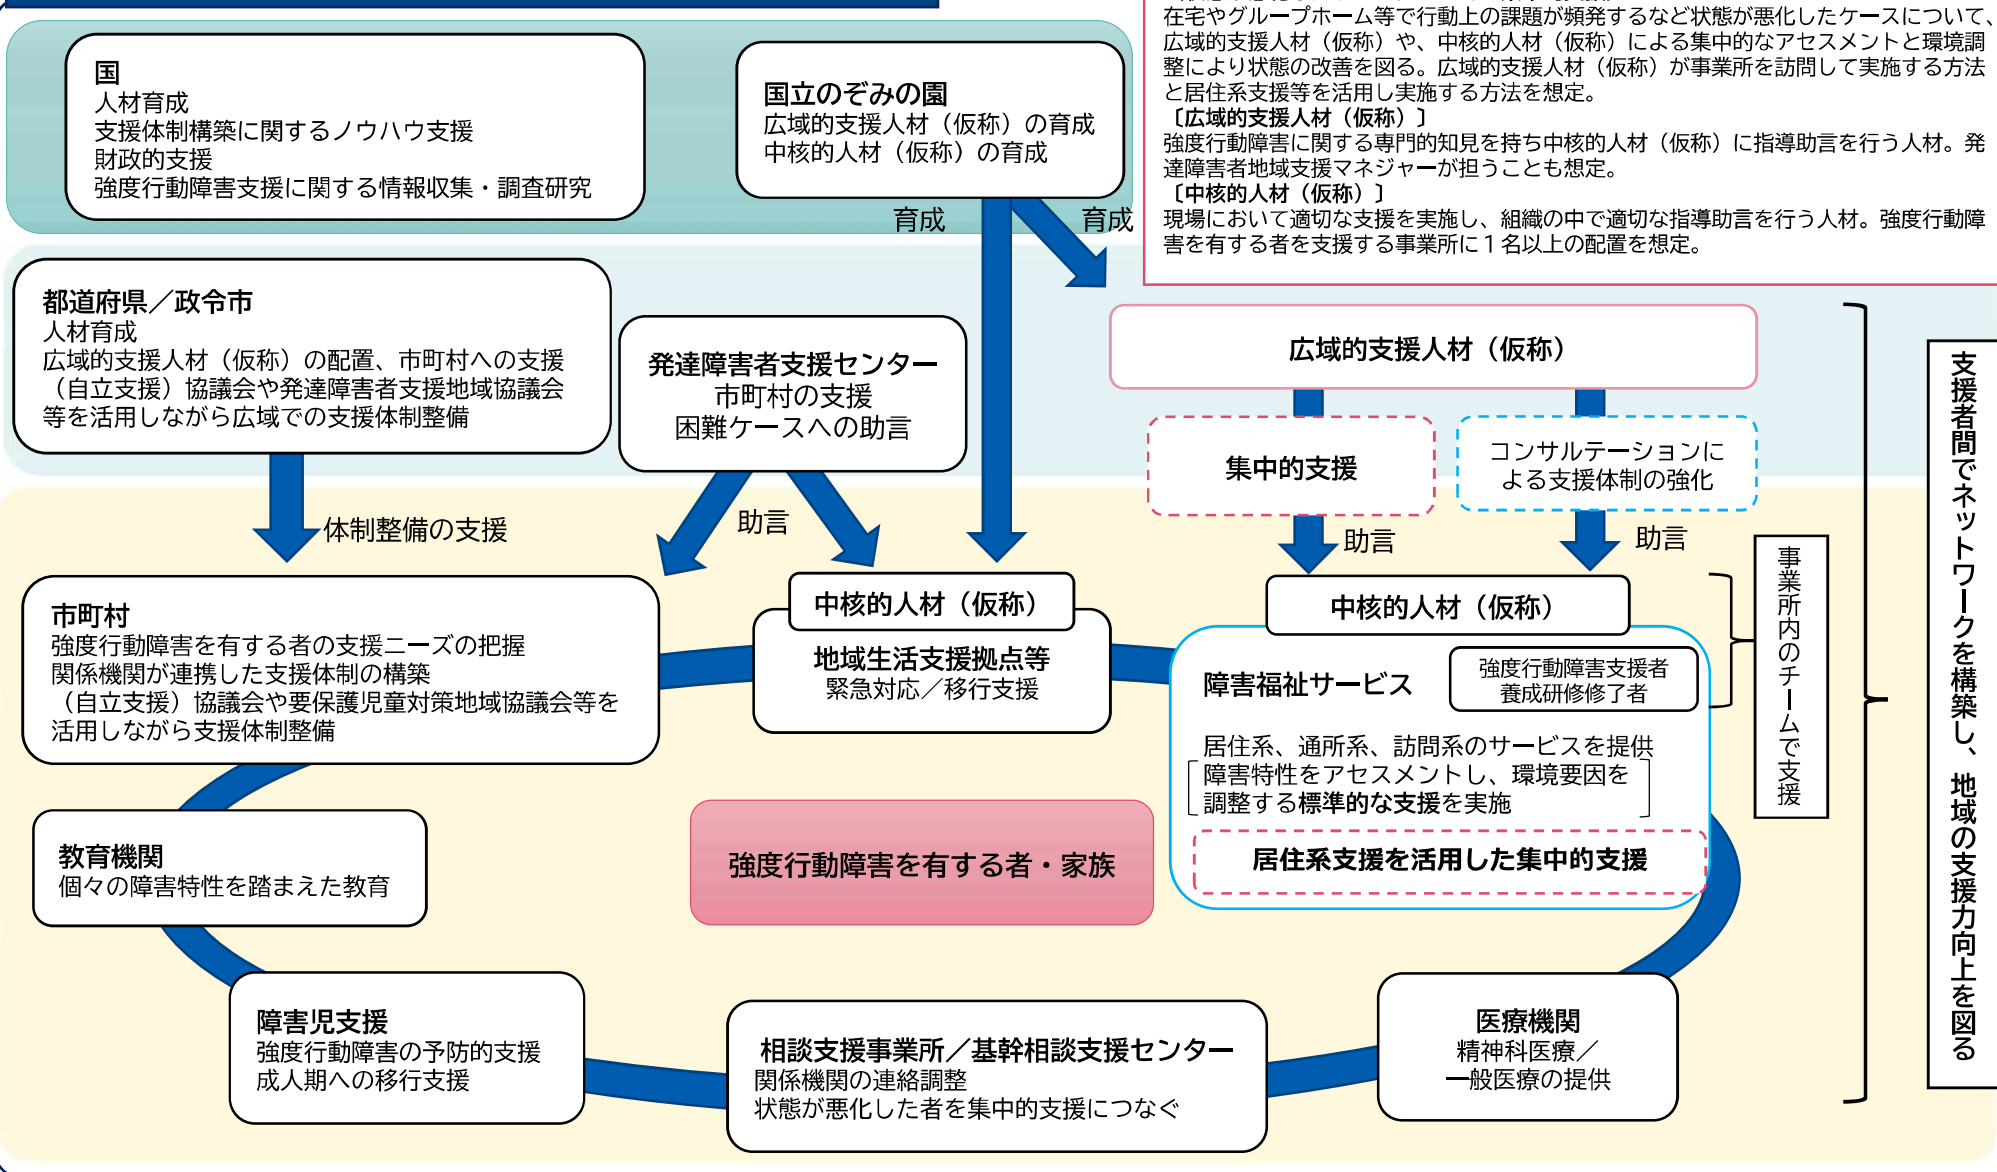 在宅やグループホーム等で行動上の課題が頻発するなど状態が悪化したケースについて、
広域的支援人材（仮称）や、中核的人材（仮称）による集中的なアセスメントと環境調
整により状態の改善を図る。広域的支援人材（仮称）が事業所を訪問して実施する方法
と居住系支援等を活用し実施する方法を想定。
〔広域的支援人材（仮称）〕
強度行動障害に関する専門的知見を持ち中核的人材（仮称）に指導助言を行う人材。発
達障害者地域支援マネジャーが担うことも想定。
〔中核的人材（仮称）〕
現場において適切な支援を実施し、組織の中で適切な指導助言を行う人材。強度行動障
害を有する者を支援する事業所に１名以上の配置を想定。
国
人材育成
支援体制構築に関するノウハウ支援
財政的支援
強度行動障害支援に関する情報収集・調査研究
国立のぞみの園
広域的支援人材（仮称）の育成
中核的人材（仮称）の育成
育成
育成
都道府県／政令市
人材育成
広域的支援人材（仮称）の配置、市町村への支援
（自立支援）協議会や発達障害者支援地域協議会
等を活用しながら広域での支援体制整備
発達障害者支援センター
市町村の支援
困難ケースへの助言
広域的支援人材（仮称）
集中的支援
コンサルテーションに
よる支援体制の強化
体制整備の支援
助言
助言
助言
市町村
強度行動障害を有する者の支援ニーズの把握
関係機関が連携した支援体制の構築
（自立支援）協議会や要保護児童対策地域協議会等を
活用しながら支援体制整備
中核的人材（仮称）
地域生活支援拠点等
緊急対応／移行支援
中核的人材（仮称）
障害福祉サービス
強度行動障害支援者
養成研修修了者
居住系、通所系、訪問系のサービスを提供
障害特性をアセスメントし、環境要因を
調整する標準的な支援を実施
居住系支援を活用した集中的支援
事業所内のチームで支援
支援者間でネットワークを構築し、地域の支援力向上を図る
教育機関
個々の障害特性を踏まえた教育
強度行動障害を有する者・家族
障害児支援
強度行動障害の予防的支援
成人期への移行支援
相談支援事業所／基幹相談支援センター
関係機関の連絡調整
状態が悪化した者を集中的支援につなぐ
医療機関
精神科医療／
一般医療の提供